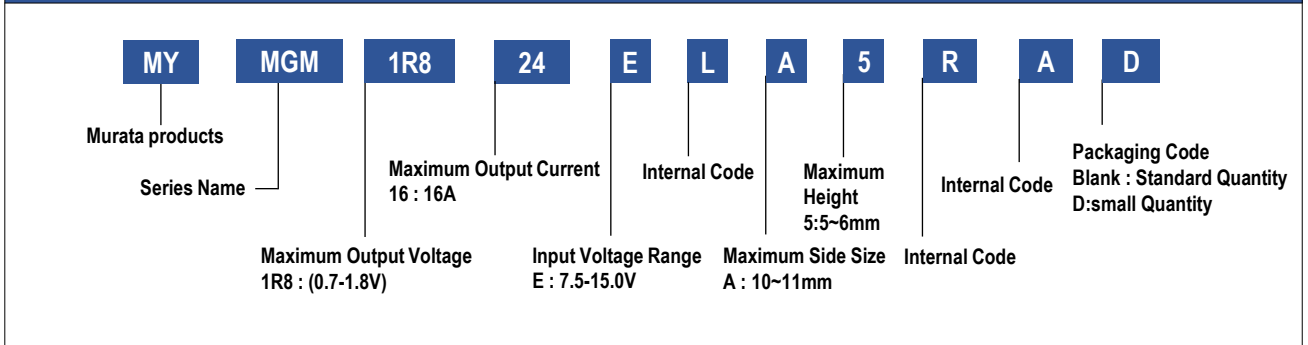 MY MGM 1R8 24 E L A 5 R A D
Murata products
Series Name
Maximum Output Voltage
1R8 : (0.7-1.8V)
Maximum Output Current
16 : 16A
Input Voltage Range
E : 7.5-15.0V
Internal Code
Maximum Side Size
A : 10~11mm
Maximum
Height
5:5~6mm
Internal Code
Internal Code
Packaging Code
Blank : Standard Quantity
D:small Quantity